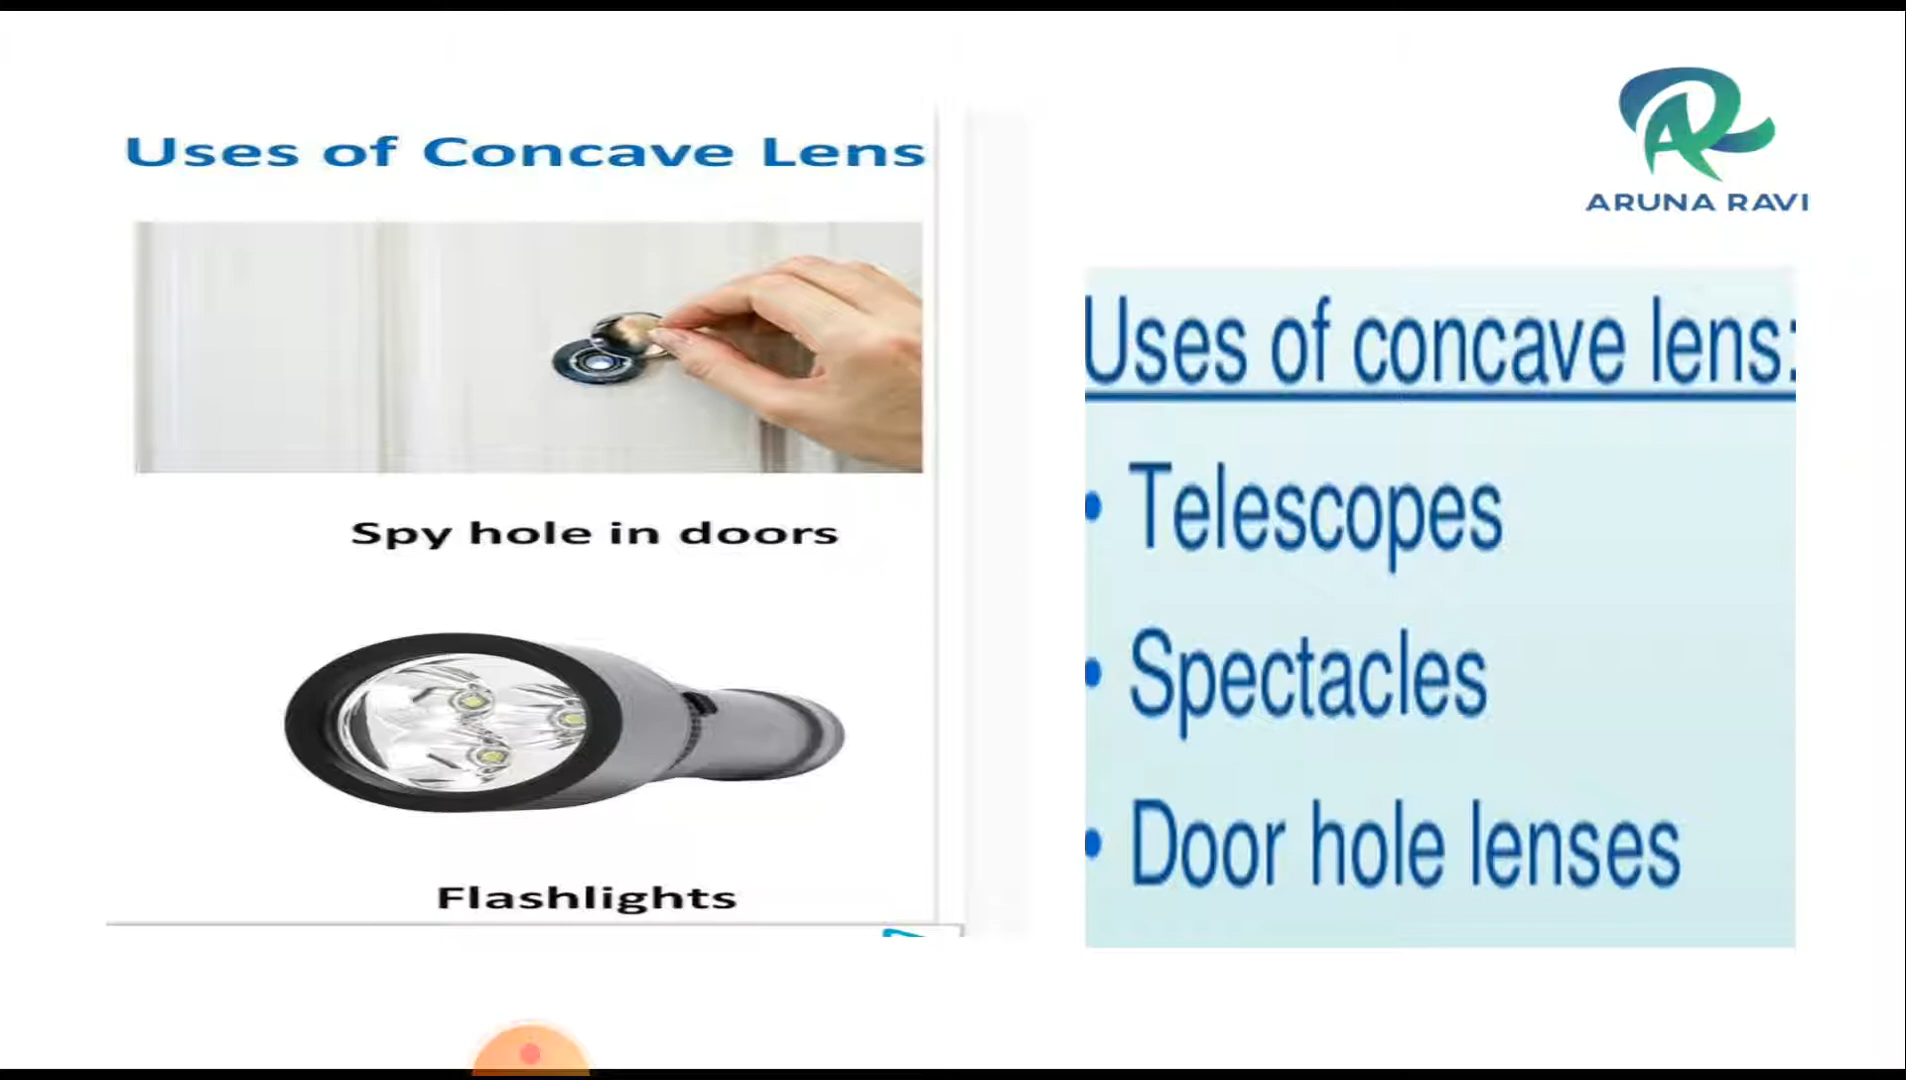 Uses of Concave Lens
Spy hole in doors
Flashlights
ARUNA RAVI
Uses of concave lens:
• Telescopes
• Spectacles
• Door hole lenses